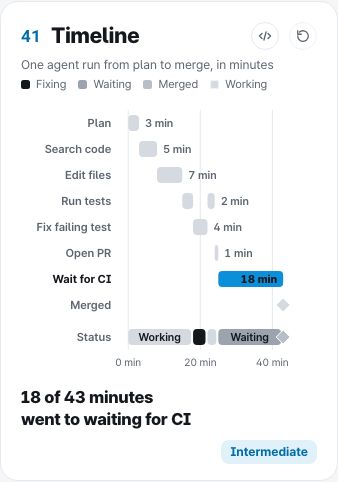 41 Timeline
One agent run from plan to merge, in minutes
Fixing Waiting Merged Working
Plan 3 min
Search code 5 min
Edit files 7 min
Run tests 2 min
Fix failing test 4 min
Open PR 1 min
Wait for CI 18 min
Merged
Status Working Waiting
0 min 20 min 40 min
18 of 43 minutes
went to waiting for CI
Intermediate